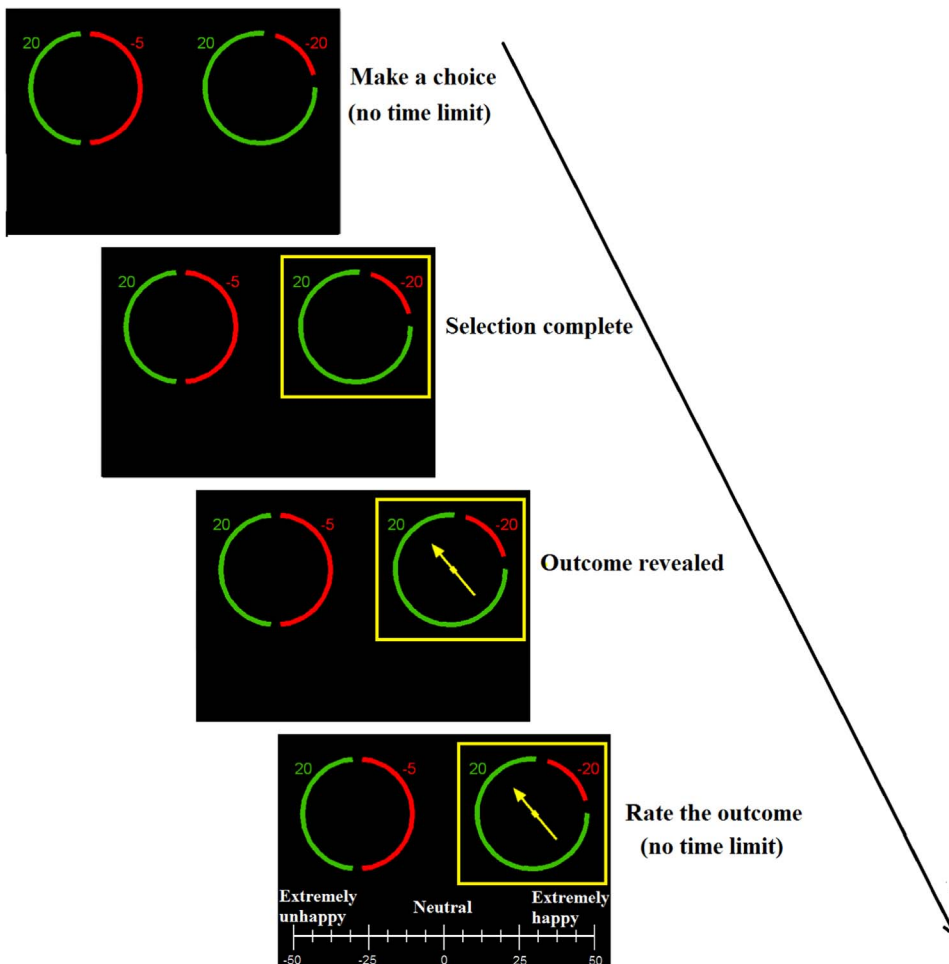 20 -5 20 -20
Make a choice
(no time limit)
20 -5 20 -20
Selection complete
20 -5 20 -20
Outcome revealed
20 -5 20 -20
Rate the outcome
(no time limit)
Extremely unhappy Neutral Extremely happy
-50 -25 0 25 50